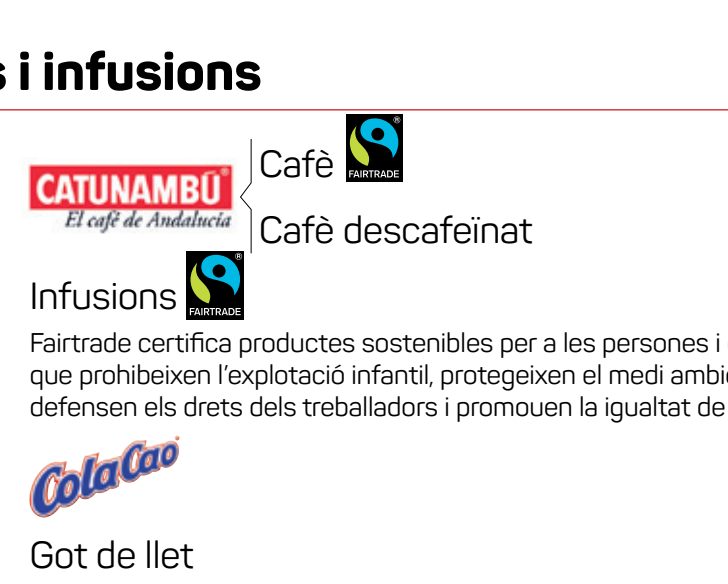 s i infusions
CATUNAMBÚ
El café de Andalucía
Cafè
FAIRTRADE
Cafè descafeïnat
Infusions
FAIRTRADE
Fairtrade certifica productes sostenibles per a les persones i
que prohibeixen l'explotació infantil, protegeixen el medi ambi
defensen els drets dels treballadors i promouen la igualtat de
ColaCao
Got de llet